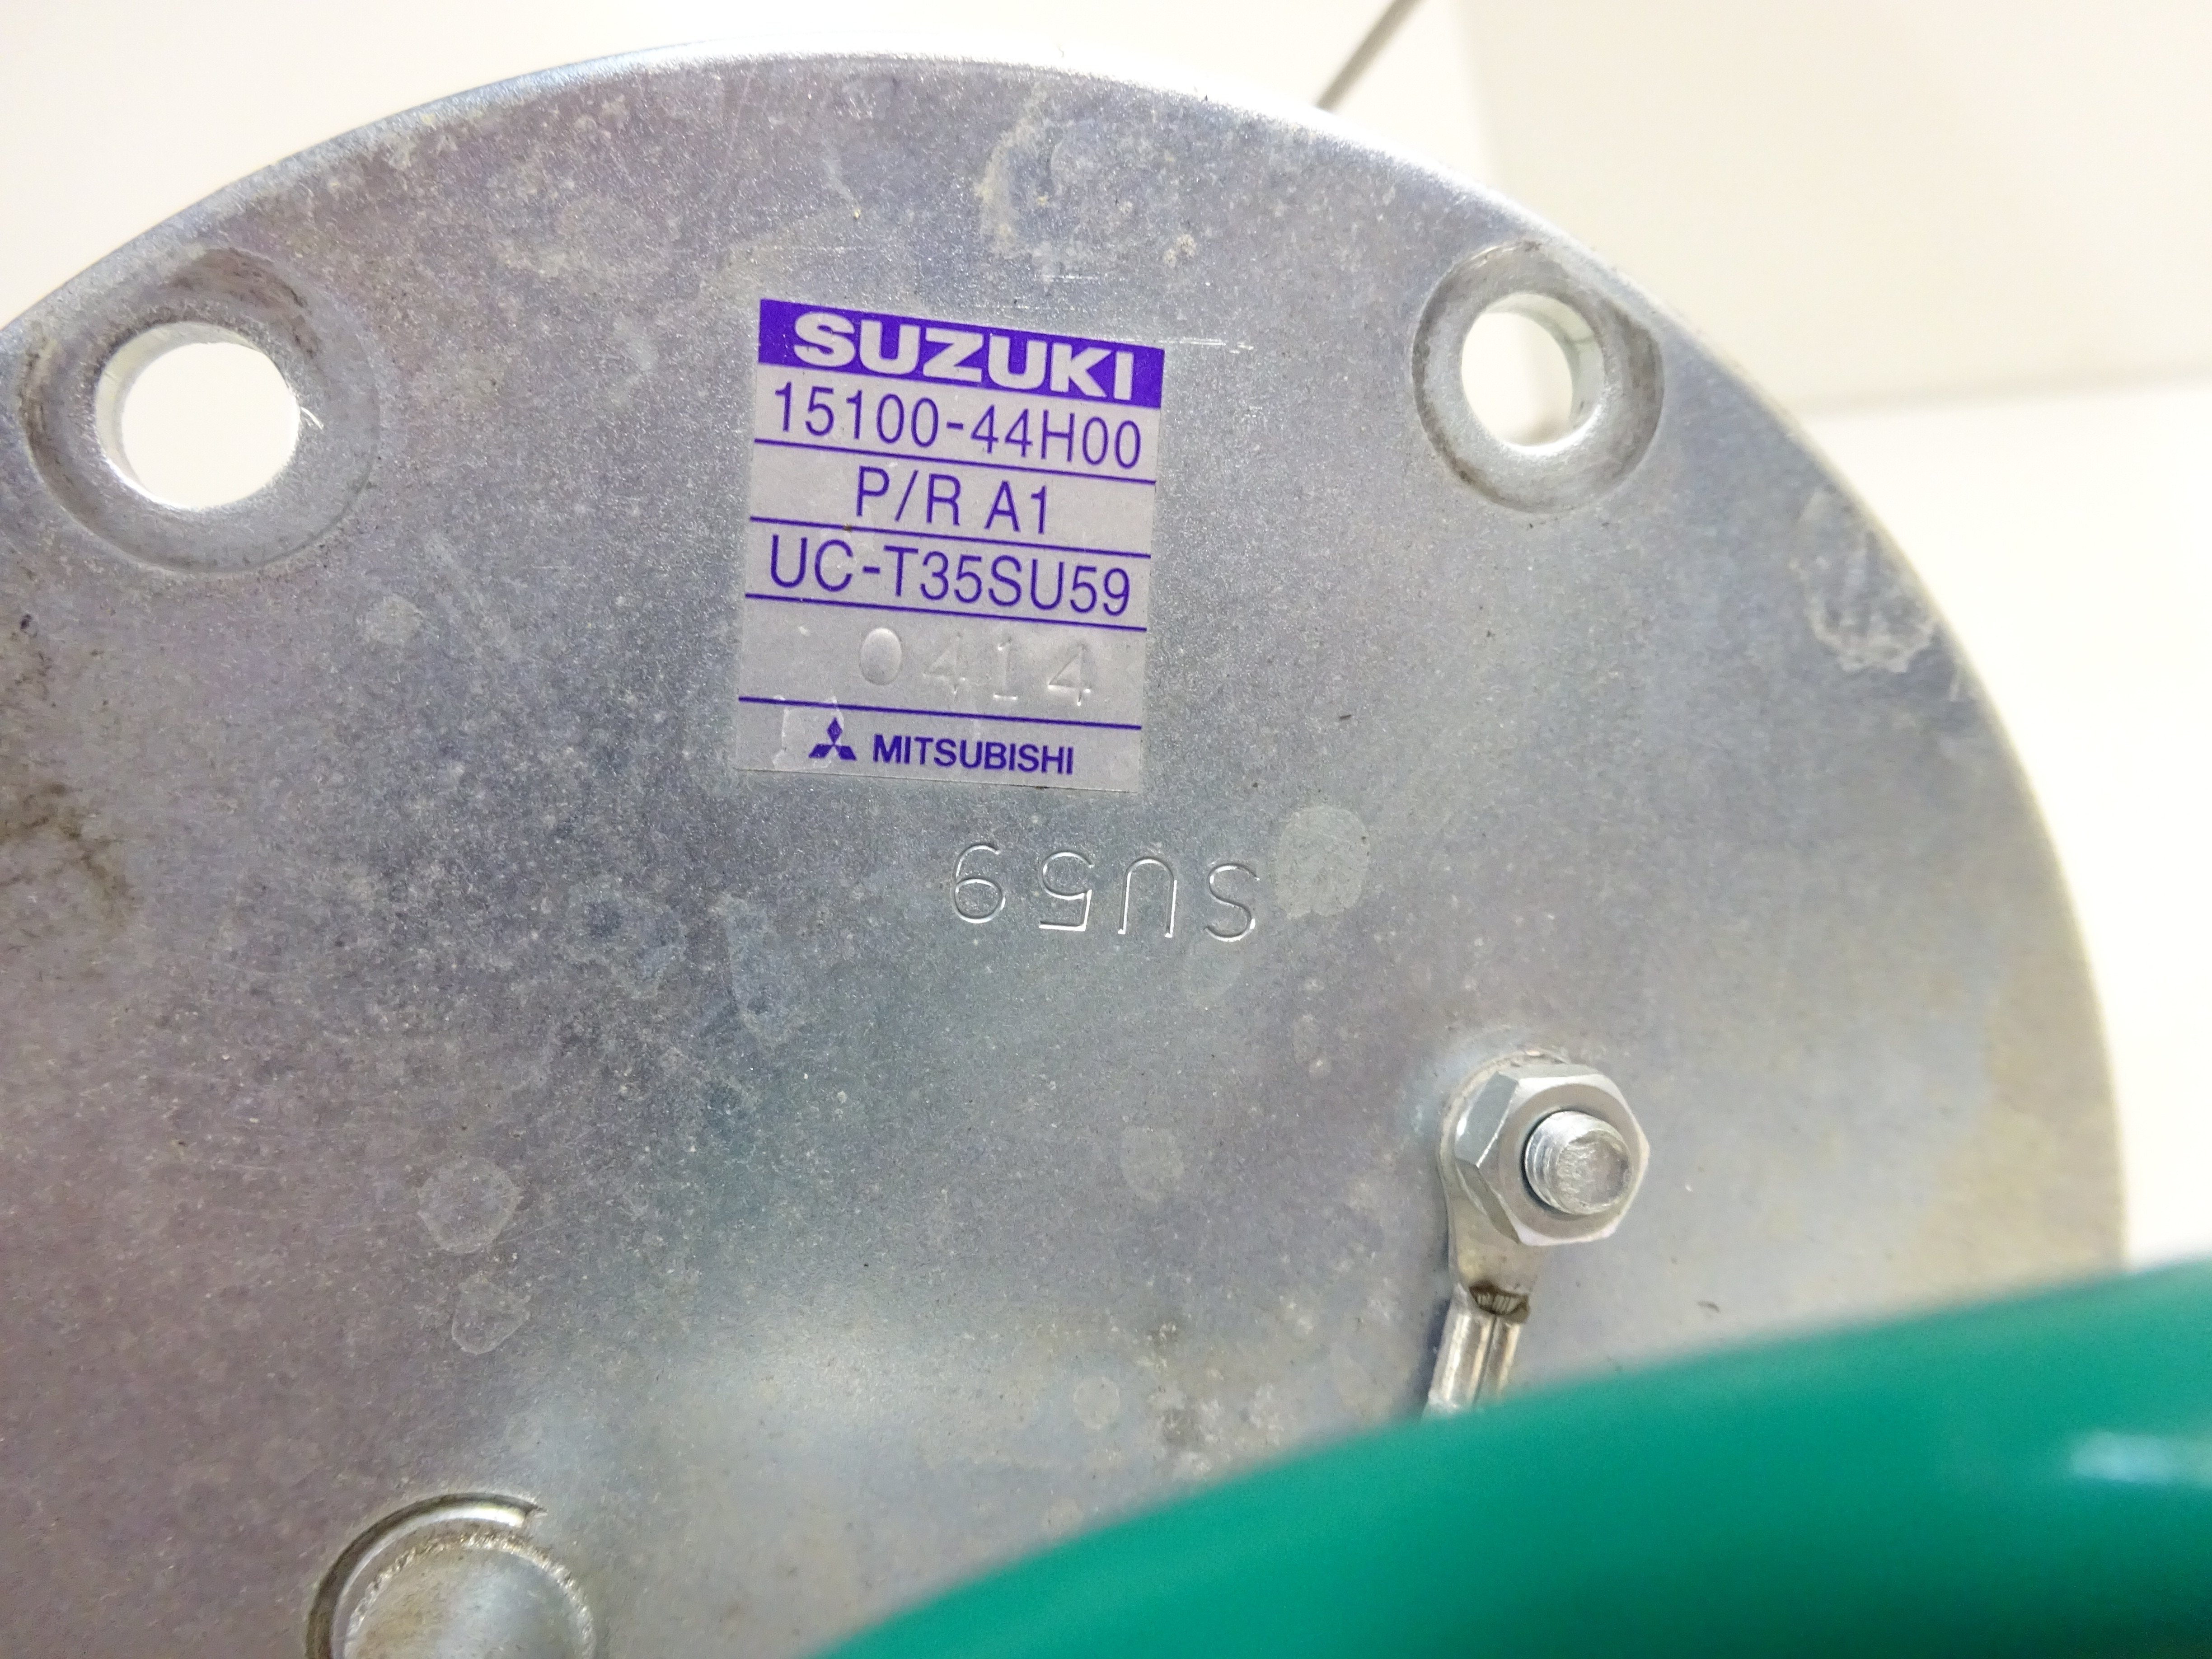 SUZUKI
15100-44H00
P/R A1
UC-T35SU59
0414
MITSUBISHI
SU59